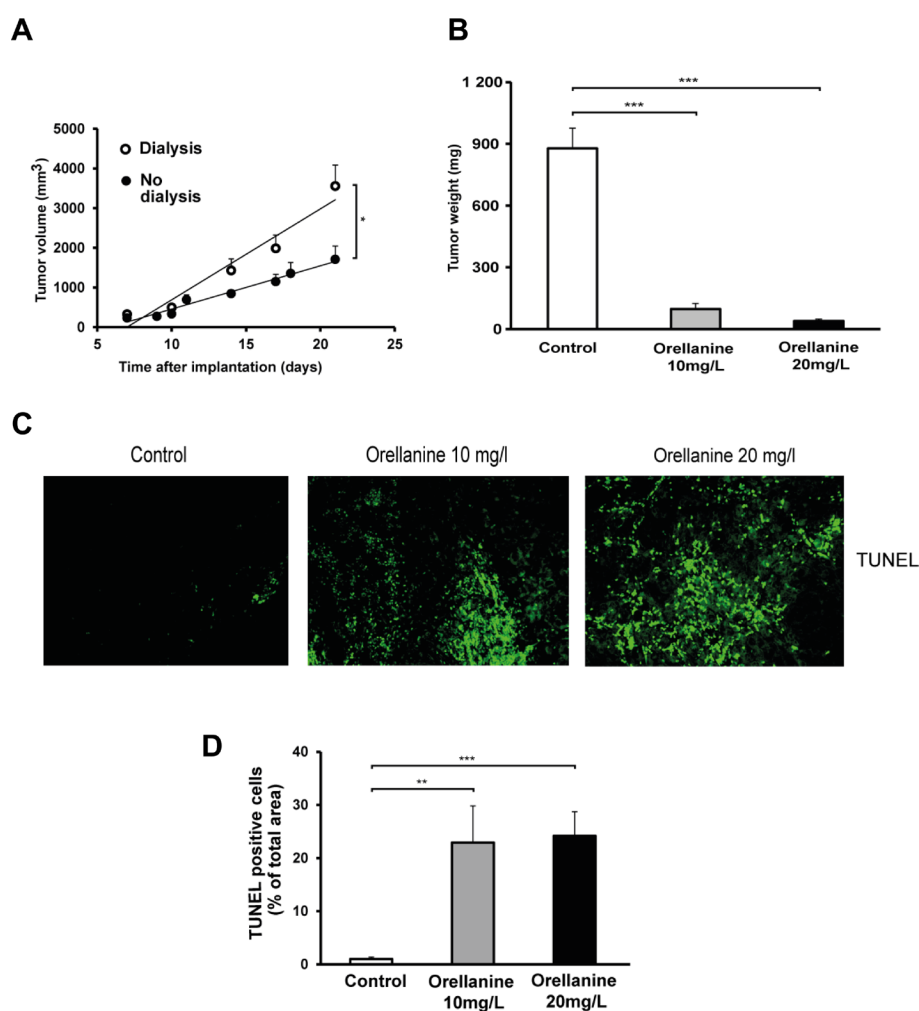 A
Tumor volume (mm3)
5000
4000
3000
2000
1000
0
Dialysis
No
dialysis
*
5
10
15
20
25
Time after implantation (days)
B
Tumor weight (mg)
1 200
900
600
300
0
***
***
Control
Orellanine
10mg/L
Orellanine
20mg/L
C
Control
Orellanine 10 mg/l
Orellanine 20 mg/l
TUNEL
D
TUNEL positive cells
(% of total area)
40
30
20
10
0
***
**
Control
Orellanine
10mg/L
Orellanine
20mg/L